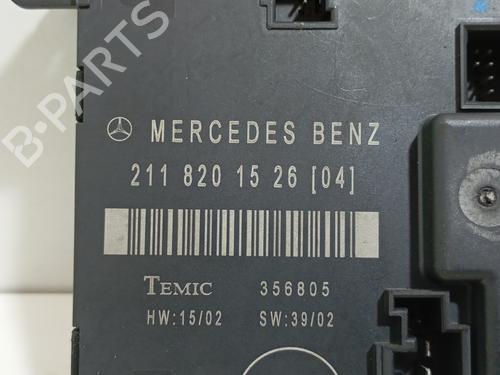 B-PARTS
MERCEDES BENZ
211 820 15 26 [04]
TEMIC 356805
HW:15/02 SW:39/02